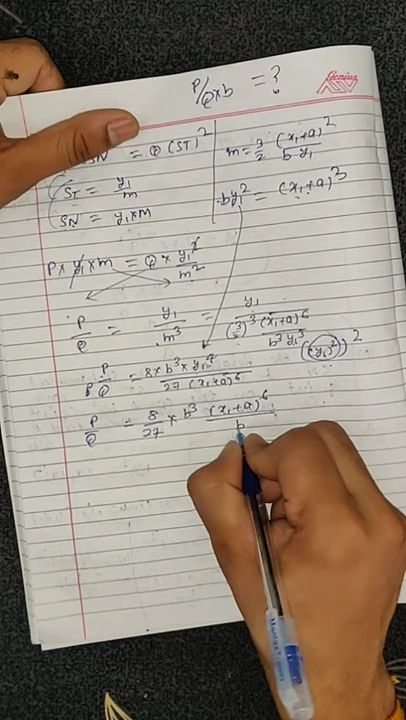 P/Q×b = ?
Genius
SN = Q (ST)²
m = 3/2 (x₁+a)²/b y₁
ST = y₁/m
by₁² = (x₁+a)³
SN = y₁×m
P× y₁×m = Q× y₁²/m²
P/Q = y₁/m³ = y₁/(3/2)³ (x₁+a)⁶/b³ y₁³
(y₁²)²
P/Q = 8×b³×y₁⁴/27 (x₁+a)⁶
P/Q = 8/27 × b³ (x₁+a)⁶/b